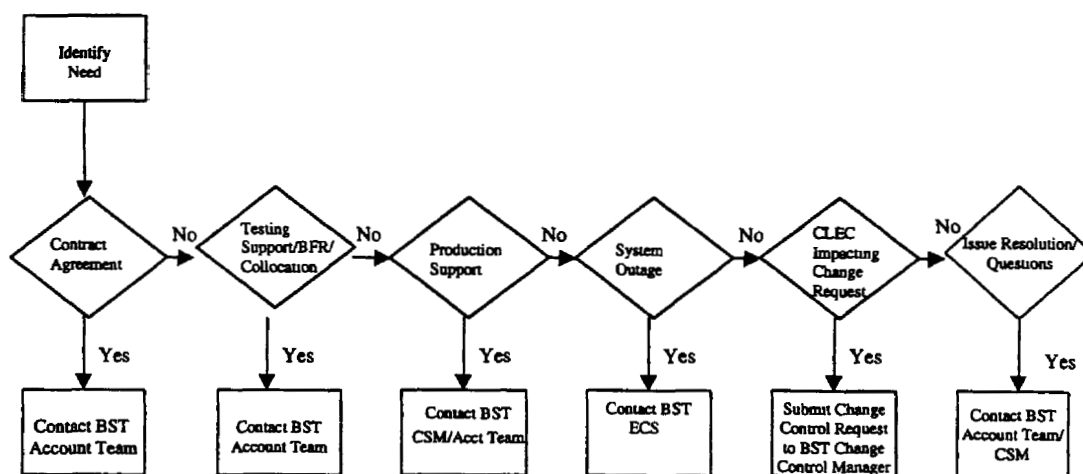 Identify
Need
Contract
Agreement
No
Testing
Support/BFR/
Collocation
No
Production
Support
No
System
Outage
No
CLEC
Impacting
Change
Request
No
Issue Resolution/
Questions
Yes
Yes
Yes
Yes
Yes
Yes
Contact BST
Account Team
Contact BST
Account Team
Contact BST
CSM/Acct Team
Contact BST
ECS
Submit Change
Control Request
to BST Change
Control Manager
Contact BST
Account Team/
CSM